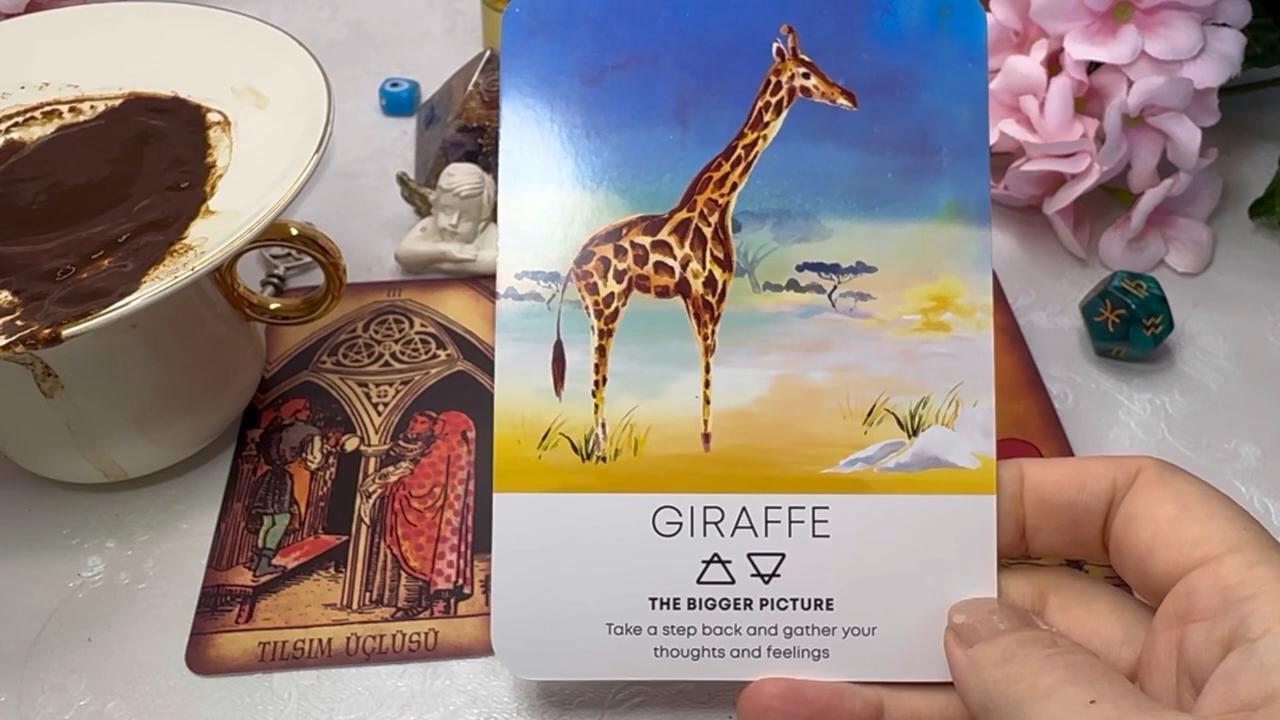 III
TILSIM ÜÇLÜSÜ
GIRAFFE
THE BIGGER PICTURE
Take a step back and gather your
thoughts and feelings